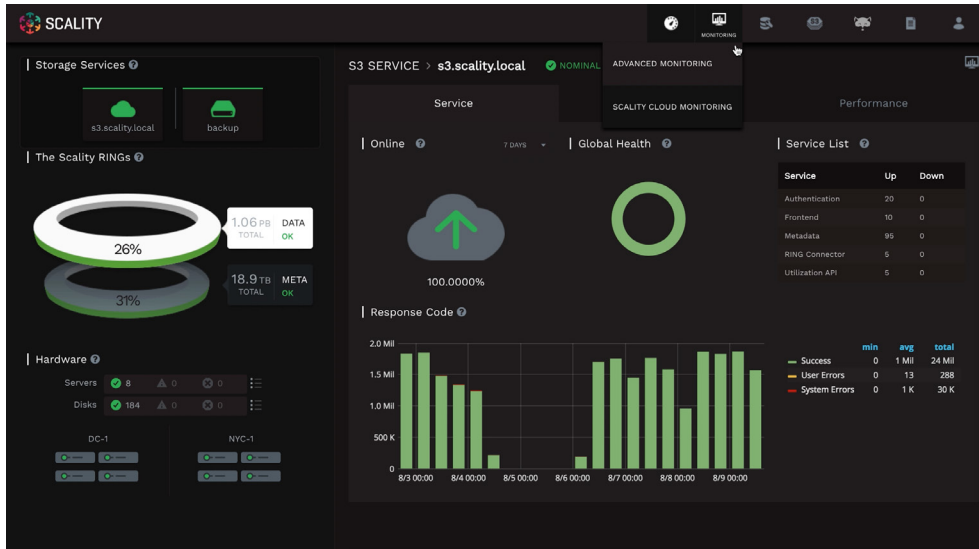 SCALITY
MONITORING
ADVANCED MONITORING
SCALITY CLOUD MONITORING
Storage Services ?
s3.scality.local
backup
The Scality RINGs ?
1.06 PB DATA
TOTAL OK
26%
18.9 TB META
TOTAL OK
31%
Hardware ?
Servers 8 0 0
Disks 184 0 0
DC-1 NYC-1
S3 SERVICE > s3.scality.local NOMINAL
Service
Performance
Online ? 7 DAYS
100.0000%
Global Health ?
Service List ?
Service Up Down
Authentication 20 0
Frontend 10 0
Metadata 95 0
RING Connector 5 0
Utilization API 5 0
Response Code ?
2.0 Mil
1.5 Mil
1.0 Mil
500 K
0
8/3 00:00 8/4 00:00 8/5 00:00 8/6 00:00 8/7 00:00 8/8 00:00 8/9 00:00
min avg total
Success 0 1 Mil 24 Mil
User Errors 0 13 288
System Errors 0 1 K 30 K